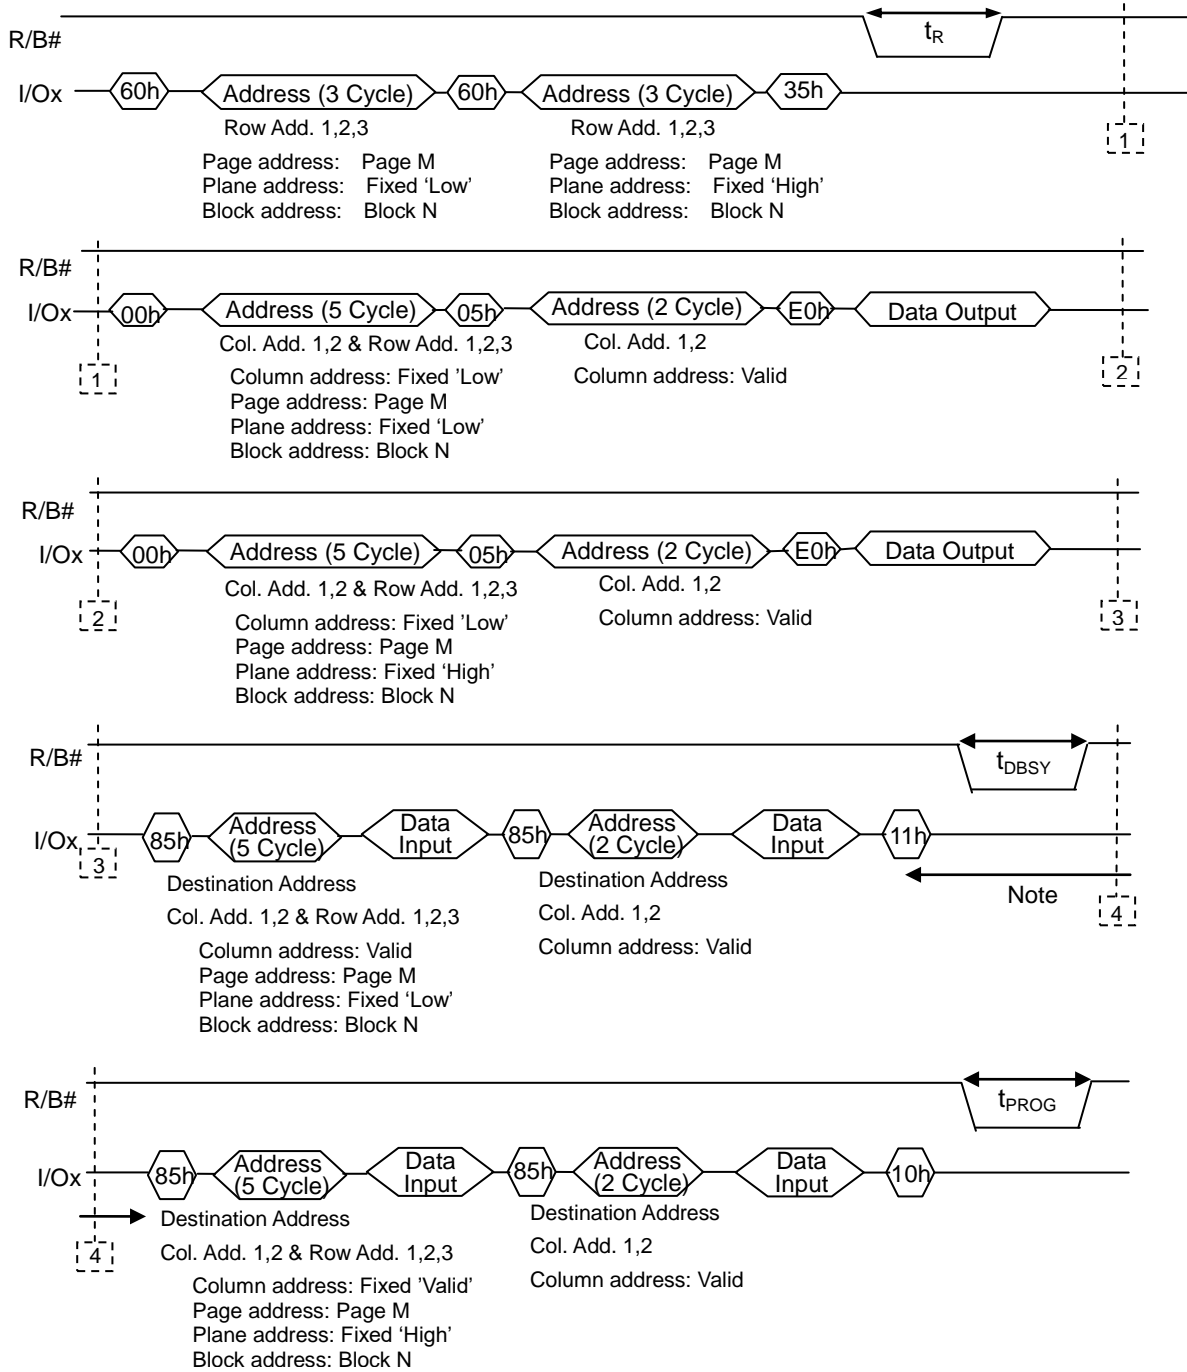 R/B#
tR
I/Ox 60h Address (3 Cycle) 60h Address (3 Cycle) 35h
Row Add. 1,2,3 Row Add. 1,2,3
1
Page address: Page M Page address: Page M
Plane address: Fixed ‘Low’ Plane address: Fixed ‘High’
Block address: Block N Block address: Block N
R/B#
I/Ox 00h Address (5 Cycle) 05h Address (2 Cycle) E0h Data Output
Col. Add. 1,2 & Row Add. 1,2,3 Col. Add. 1,2
1 Column address: Fixed ’Low’ Column address: Valid 2
Page address: Page M
Plane address: Fixed ‘Low’
Block address: Block N
R/B#
I/Ox 00h Address (5 Cycle) 05h Address (2 Cycle) E0h Data Output
Col. Add. 1,2 & Row Add. 1,2,3 Col. Add. 1,2
2 Column address: Fixed ’Low’ Column address: Valid 3
Page address: Page M
Plane address: Fixed ‘High’
Block address: Block N
R/B#
tDBSY
I/Ox 85h Address (5 Cycle) Data Input 85h Address (2 Cycle) Data Input 11h
3
Destination Address Destination Address
Note
Col. Add. 1,2 & Row Add. 1,2,3 Col. Add. 1,2 4
Column address: Valid Column address: Valid
Page address: Page M
Plane address: Fixed ‘Low’
Block address: Block N
R/B#
tPROG
I/Ox 85h Address (5 Cycle) Data Input 85h Address (2 Cycle) Data Input 10h
Destination Address Destination Address
4 Col. Add. 1,2 & Row Add. 1,2,3 Col. Add. 1,2
Column address: Fixed ’Valid’ Column address: Valid
Page address: Page M
Plane address: Fixed ‘High’
Block address: Block N